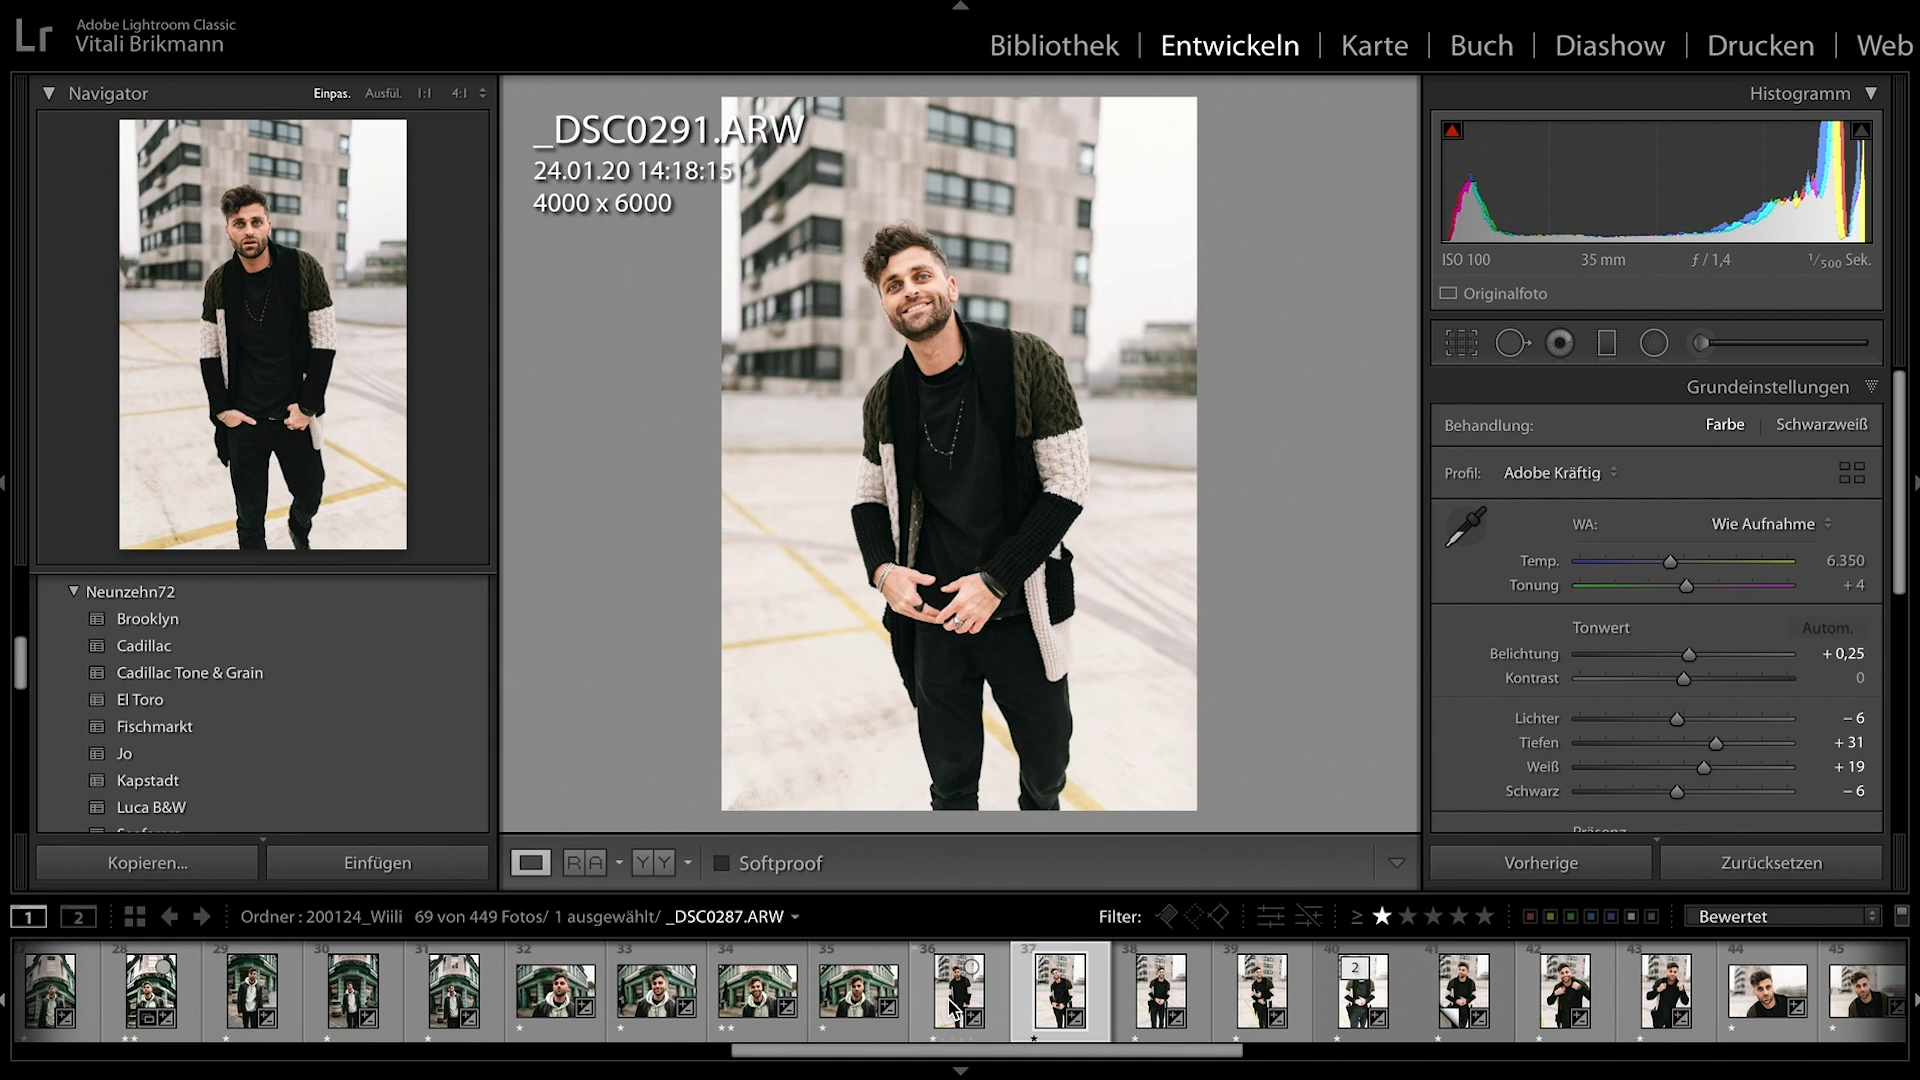 Lr
Adobe Lightroom Classic
Vitali Brikmann
Bibliothek | Entwickeln | Karte | Buch | Diashow | Drucken | Web
Navigator
Einpas. Ausfül. 1:1 4:1
_DSC0291.ARW
24.01.20 14:18:15
4000 x 6000
Histogramm
ISO 100 35 mm ƒ / 1,4 1/500 Sek.
Originalfoto
Grundeinstellungen
Behandlung: Farbe | Schwarzweiß
Profil: Adobe Kräftig
WA: Wie Aufnahme
Temp. 6.350
Tonung + 4
Tonwert Autom.
Belichtung + 0,25
Kontrast 0
Lichter – 6
Tiefen + 31
Weiß + 19
Schwarz – 6
Präsenz
Neunzehn72
Brooklyn
Cadillac
Cadillac Tone & Grain
El Toro
Fischmarkt
Jo
Kapstadt
Luca B&W
Kopieren... Einfügen
R A Y Y Softproof
Vorherige Zurücksetzen
1 2 Ordner : 200124_Wiili 69 von 449 Fotos/ 1 ausgewählt/ _DSC0287.ARW
Filter: ≥ Bewertet
28 29 30 31 32 33 34 35 36 37 38 39 40 41 42 43 44 45
2